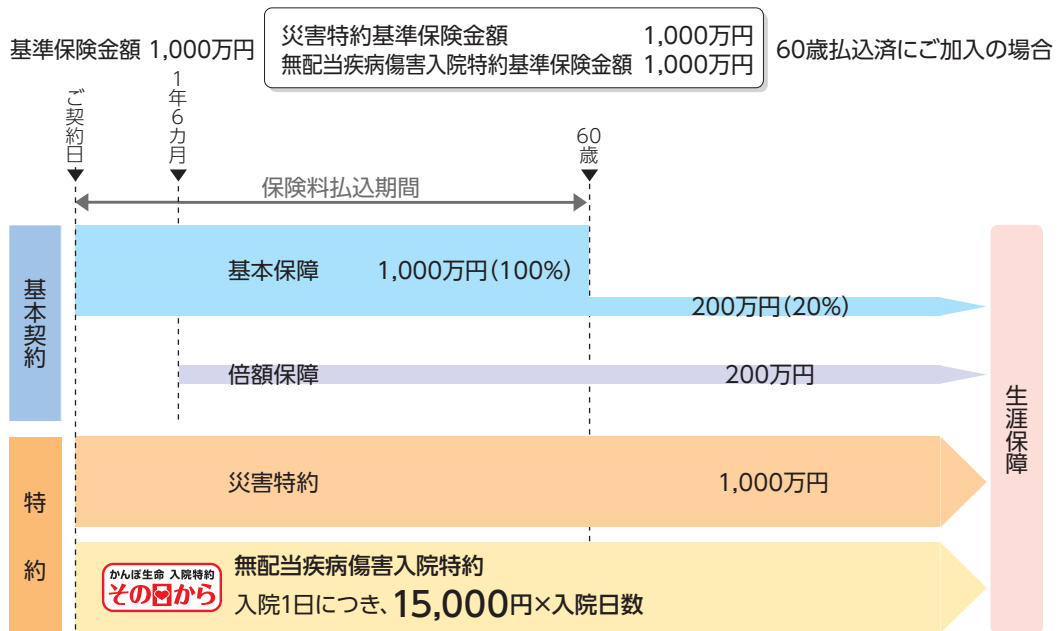 基準保険金額 1,000万円
災害特約基準保険金額 1,000万円
無配当疾病傷害入院特約基準保険金額 1,000万円
60歳払込済にご加入の場合
ご契約日
1年6カ月
60歳
保険料払込期間
基本契約
基本保障 1,000万円(100%)
200万円(20%)
倍額保障 200万円
生涯保障
特約
災害特約 1,000万円
かんぽ生命 入院特約
その日から
無配当疾病傷害入院特約
入院1日につき、15,000円×入院日数